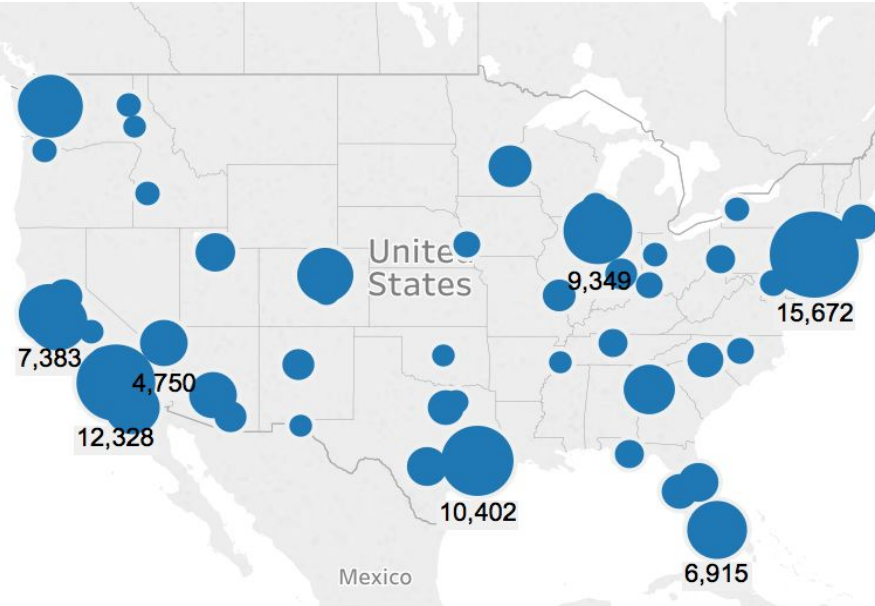 United
States
9,349
15,672
7,383
4,750
12,328
10,402
6,915
Mexico